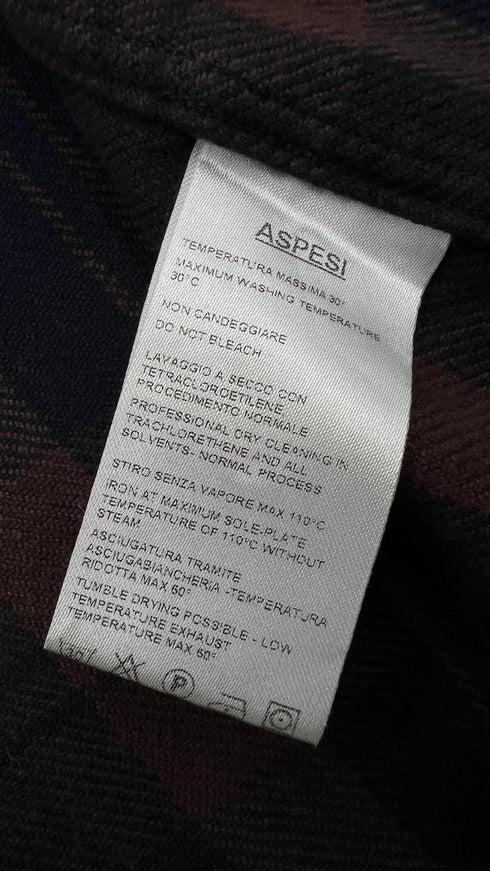 ASPESI
TEMPERATURA MASSIMA 30°
MAXIMUM WASHING TEMPERATURE
30°C
NON CANDEGGIARE
DO NOT BLEACH
LAVAGGIO A SECCO CON
TETRACLOROETILENE
PROCEDIMENTO NORMALE
PROFESSIONAL DRY CLEANING IN
TRACHLORETHENE AND ALL
SOLVENTS- NORMAL PROCESS
STIRO SENZA VAPORE MAX 110°C
IRON AT MAXIMUM SOLE-PLATE
TEMPERATURE OF 110°C WITHOUT
STEAM
ASCIUGATURA TRAMITE
ASCIUGABIANCHERIA -TEMPERATURA
RIDOTTA MAX 60°
TUMBLE DRYING POSSIBLE - LOW
TEMPERATURE EXHAUST
TEMPERATURE MAX 50°
P